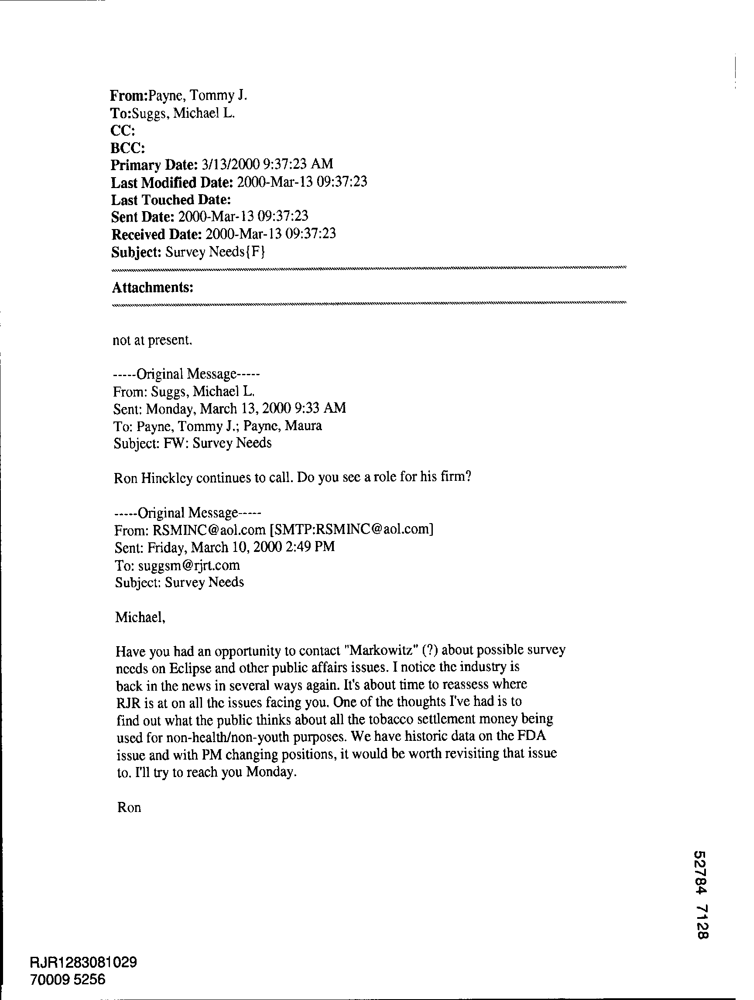 From:Payne, Tommy J.
To:Suggs, Michael L.
CC:
BCC:
Primary Date: 3/13/2000 9:37:23 AM
Last Modified Date: 2000-Mar-13 09:37:23
Last Touched Date:
Sent Date: 2000-Mar-13 09:37:23
Received Date: 2000-Mar-13 09:37:23
Subject: Survey Needs{F}
Attachments:
not at present.
-----Original Message-----
From: Suggs, Michael L.
Sent: Monday, March 13, 2000 9:33 AM
To: Payne, Tommy J.; Payne, Maura
Subject: FW: Survey Needs
Ron Hinckley continues to call. Do you see a role for his firm?
-----Original Message-----
From: RSMINC@aol.com [SMTP:RSMINC@aol.com]
Sent: Friday, March 10, 2000 2:49 PM
To: suggsm@rjrt.com
Subject: Survey Needs
Michael,
Have you had an opportunity to contact "Markowitz" (?) about possible survey
needs on Eclipse and other public affairs issues. I notice the industry is
back in the news in several ways again. It's about time to reassess where
RJR is at on all the issues facing you. One of the thoughts I've had is to
find out what the public thinks about all the tobacco settlement money being
used for non-health/non-youth purposes. We have historic data on the FDA
issue and with PM changing positions, it would be worth revisiting that issue
to. I'll try to reach you Monday.
Ron
52784 7128
RJR1283081029
70009 5256